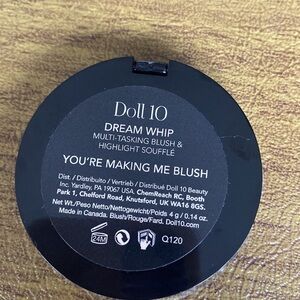 Doll 10
DREAM WHIP
MULTI-TASKING BLUSH &
HIGHLIGHT SOUFFLÉ
YOU'RE MAKING ME BLUSH
Dist. / Distribuito / Vertrieb / Distribué Doll 10 Beauty
Inc. Yardley, PA 19067 USA. ChemReach RC, Booth
Park 1, Chelford Road, Knutsford, UK WA16 8GS.
Net Wt./Peso Netto/Nettogewicht/Poids 4 g / 0.14 oz.
Made in Canada. Blush/Rouge/Fard. Doll10.com
24M
Q120